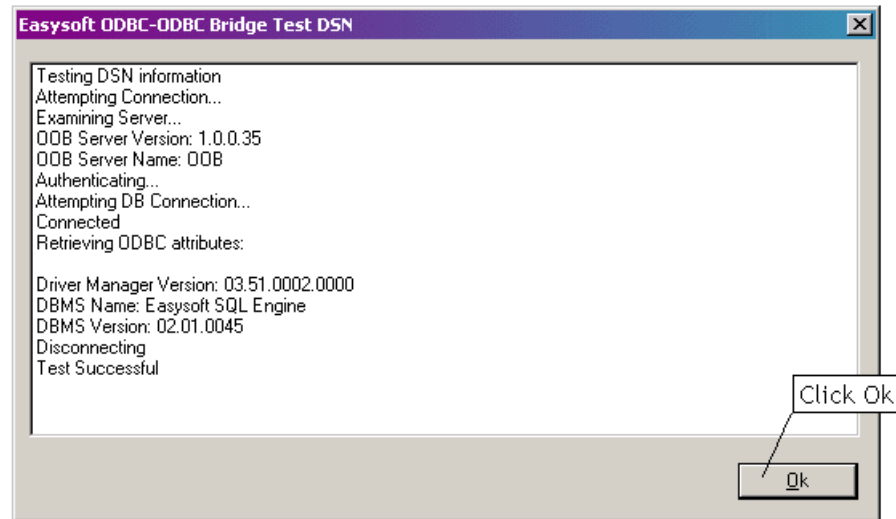 Easysoft ODBC-ODBC Bridge Test DSN
Testing DSN information
Attempting Connection...
Examining Server...
OOB Server Version: 1.0.0.35
OOB Server Name: OOB
Authenticating...
Attempting DB Connection...
Connected
Retrieving ODBC attributes:
Driver Manager Version: 03.51.0002.0000
DBMS Name: Easysoft SQL Engine
DBMS Version: 02.01.0045
Disconnecting
Test Successful
Click Ok
Ok